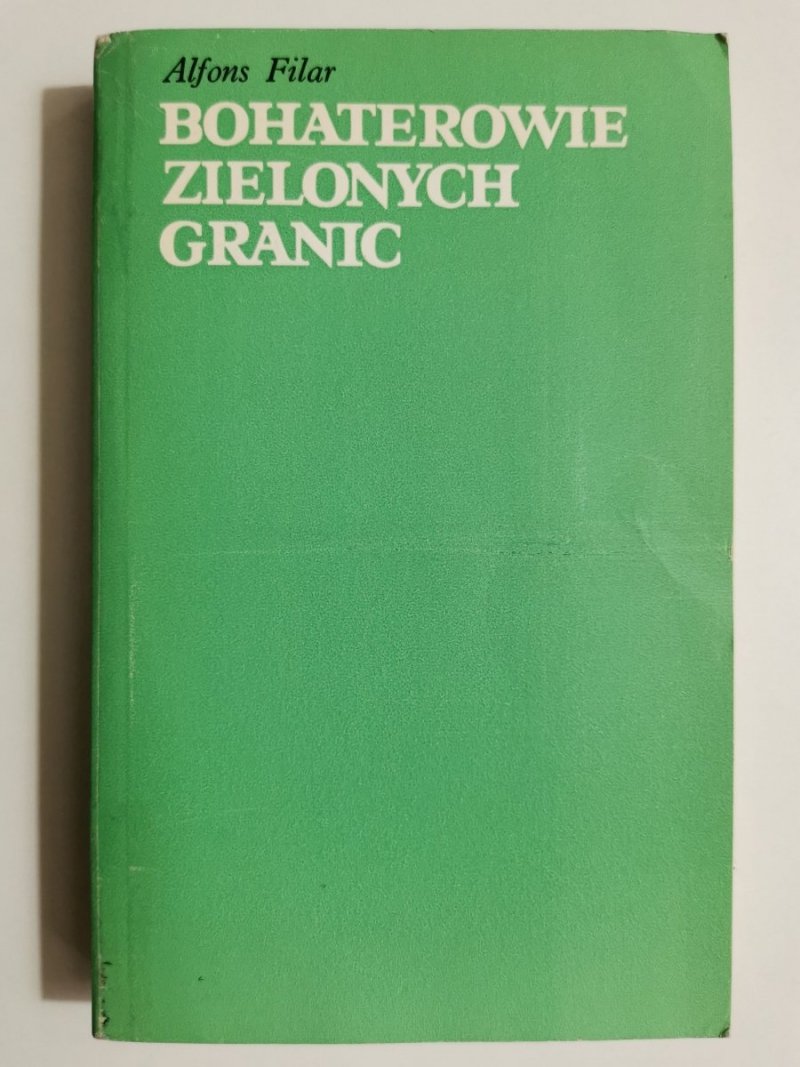 Alfons Filar
BOHATEROWIE
ZIELONYCH
GRANIC